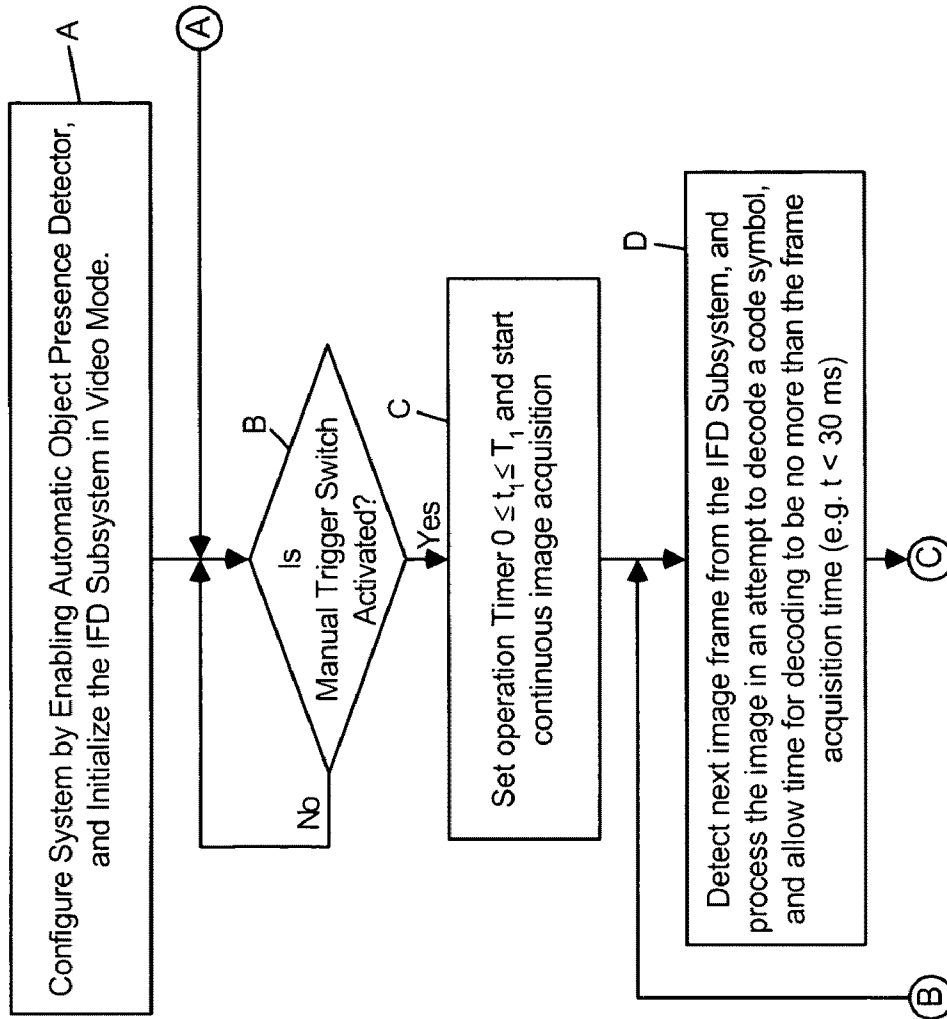 Configure System by Enabling Automatic Object Presence Detector,
and Initialize the IFD Subsystem in Video Mode.
A
A
Is
Manual Trigger Switch
Activated?
B
No
Yes
Set operation Timer 0 ≤ t₁ ≤ T₁ and start
continuous image acquisition
C
Detect next image frame from the IFD Subsystem, and
process the image in an attempt to decode a code symbol,
and allow time for decoding to be no more than the frame
acquisition time (e.g. t < 30 ms)
D
B
C